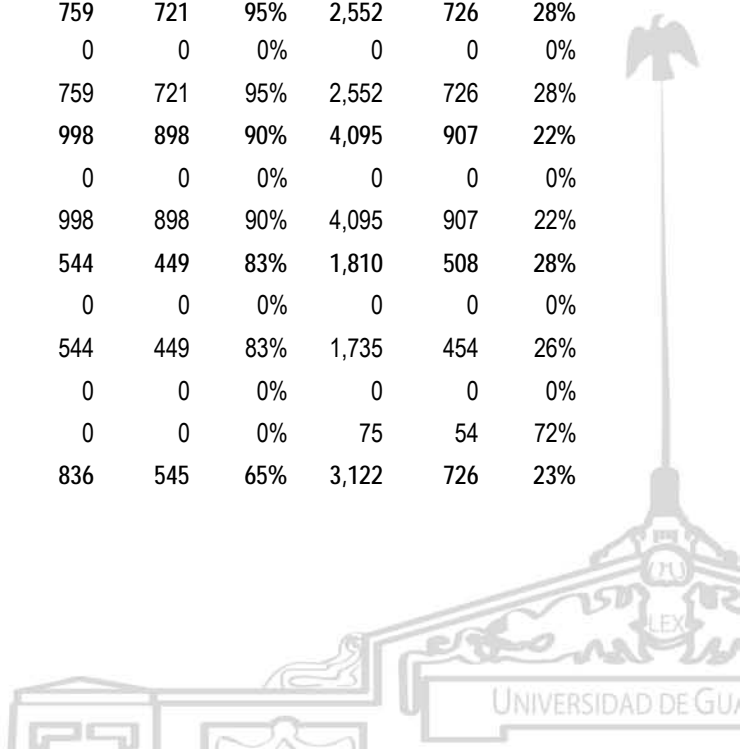 759 721 95% 2,552 726 28%
0 0 0% 0 0 0%
759 721 95% 2,552 726 28%
998 898 90% 4,095 907 22%
0 0 0% 0 0 0%
998 898 90% 4,095 907 22%
544 449 83% 1,810 508 28%
0 0 0% 0 0 0%
544 449 83% 1,735 454 26%
0 0 0% 0 0 0%
0 0 0% 75 54 72%
836 545 65% 3,122 726 23%
LEX
UNIVERSIDAD DE GUA